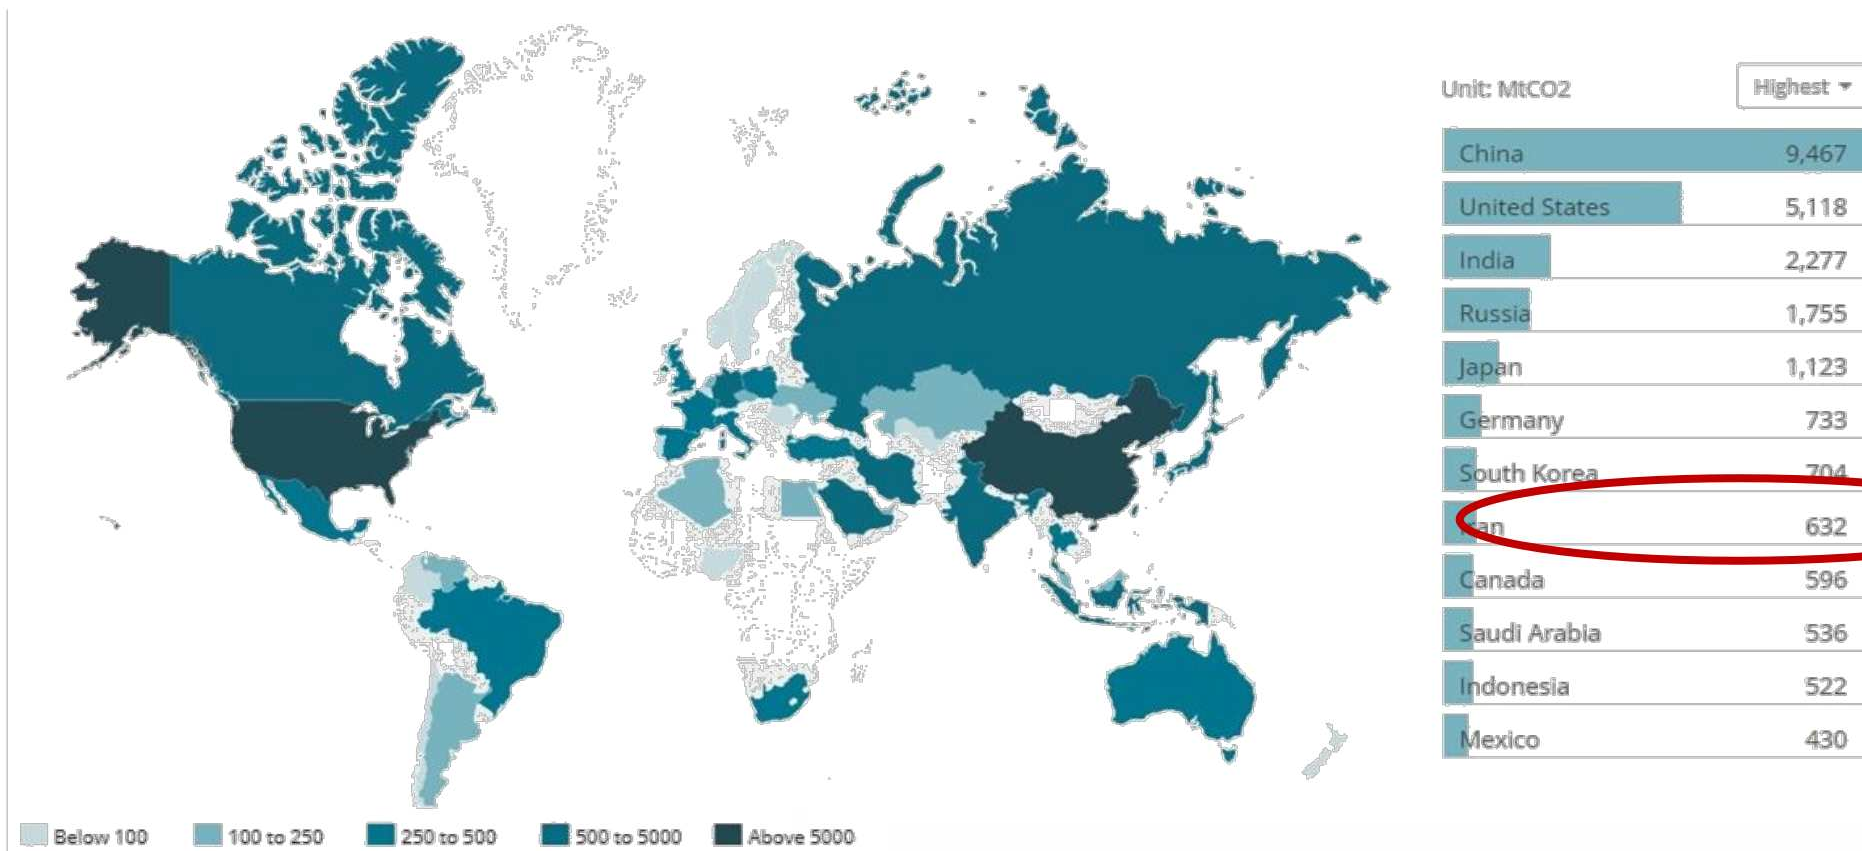 Unit: MtCO2 Highest
China 9,467
United States 5,118
India 2,277
Russia 1,755
Japan 1,123
Germany 733
South Korea 704
Iran 632
Canada 596
Saudi Arabia 536
Indonesia 522
Mexico 430
Below 100 100 to 250 250 to 500 500 to 5000 Above 5000